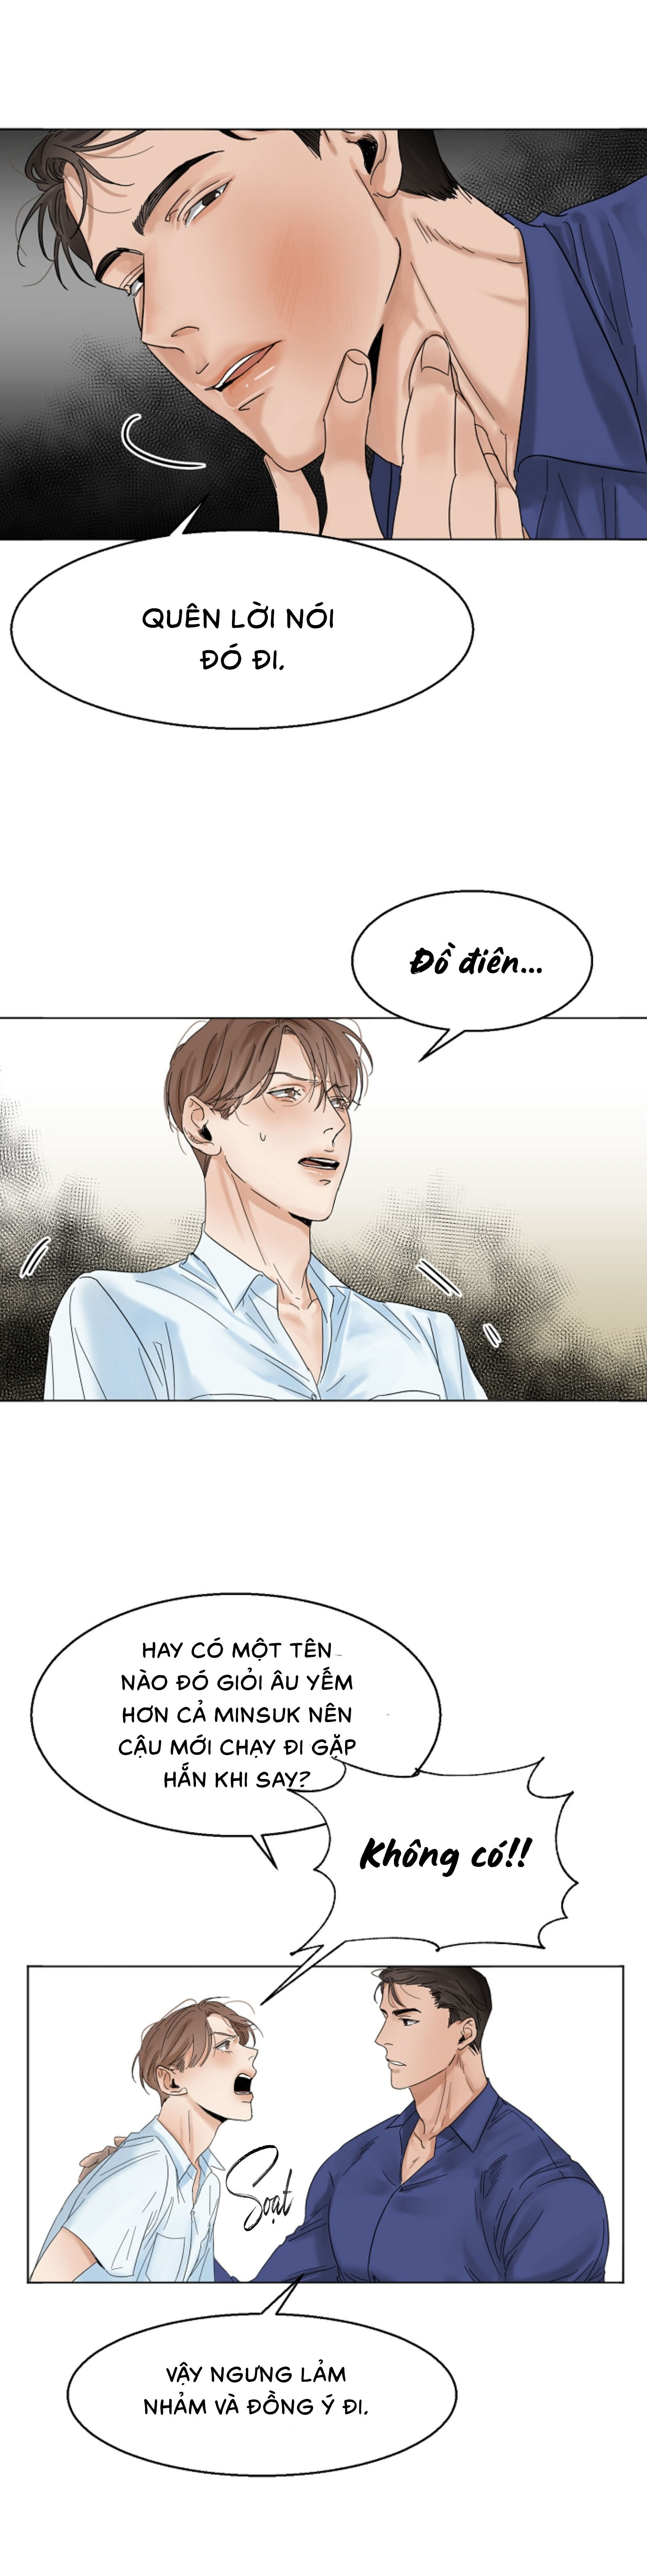 QUÊN LỜI NÓI
ĐÓ ĐI.
Đồ điên...
HAY CÓ MỘT TÊN
NÀO ĐÓ GIỎI ÂU YẾM
HƠN CẢ MINSUK NÊN
CẬU MỚI CHẠY ĐI GẶP
HẮN KHI SAY?
Không có!!
Soạt
VẬY NGƯNG LẢM
NHẢM VÀ ĐỒNG Ý ĐI.